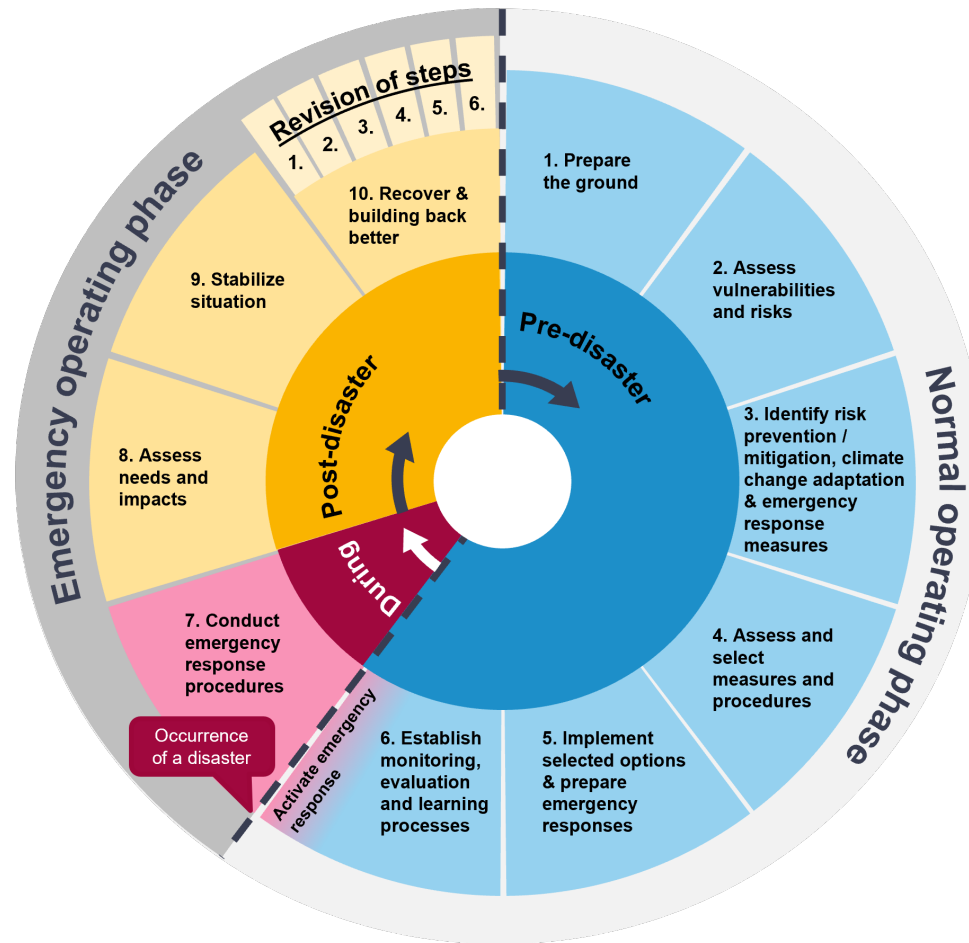 Normal operating phase
Pre-disaster
1. Prepare
the ground
2. Assess
vulnerabilities
and risks
3. Identify risk
prevention /
mitigation, climate
change adaptation
& emergency
response
measures
4. Assess and
select
measures and
procedures
5. Implement
selected options
& prepare
emergency
responses
6. Establish
monitoring,
evaluation
and learning
processes
Activate emergency
response
Occurrence
of a disaster
Emergency operating phase
During
7. Conduct
emergency
response
procedures
Post-disaster
8. Assess
needs and
impacts
9. Stabilize
situation
10. Recover &
building back
better
Revision of steps
1. 2. 3. 4. 5. 6.